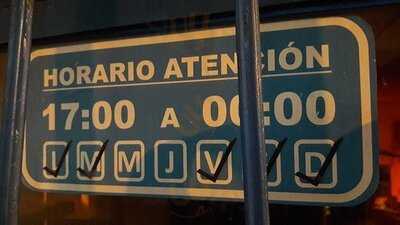 HORARIO ATENCIÓN
17:00 A 00:00
L M M J V D